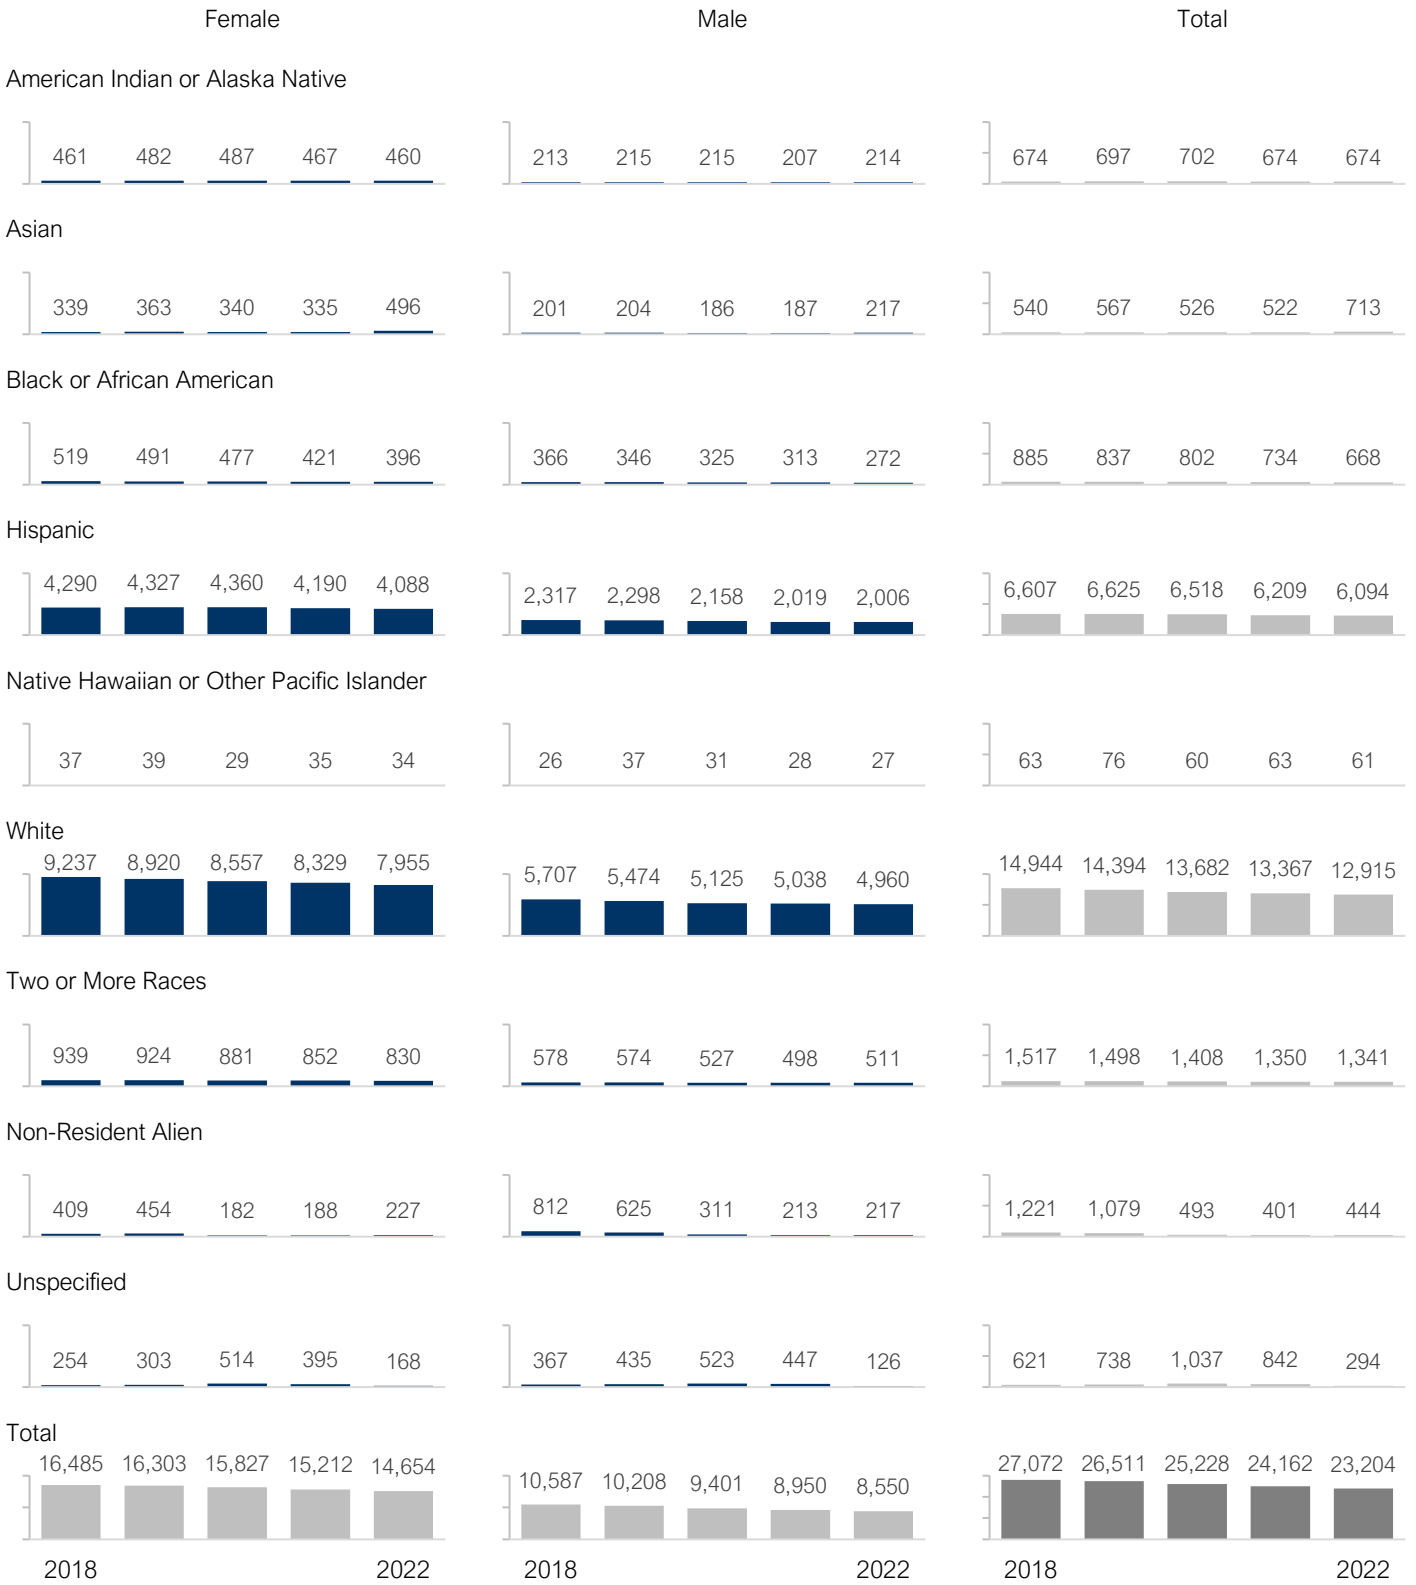 Female Male Total
American Indian or Alaska Native
461 482 487 467 460 213 215 215 207 214 674 697 702 674 674
Asian
339 363 340 335 496 201 204 186 187 217 540 567 526 522 713
Black or African American
519 491 477 421 396 366 346 325 313 272 885 837 802 734 668
Hispanic
4,290 4,327 4,360 4,190 4,088 2,317 2,298 2,158 2,019 2,006 6,607 6,625 6,518 6,209 6,094
Native Hawaiian or Other Pacific Islander
37 39 29 35 34 26 37 31 28 27 63 76 60 63 61
White
9,237 8,920 8,557 8,329 7,955 5,707 5,474 5,125 5,038 4,960 14,944 14,394 13,682 13,367 12,915
Two or More Races
939 924 881 852 830 578 574 527 498 511 1,517 1,498 1,408 1,350 1,341
Non-Resident Alien
409 454 182 188 227 812 625 311 213 217 1,221 1,079 493 401 444
Unspecified
254 303 514 395 168 367 435 523 447 126 621 738 1,037 842 294
Total
16,485 16,303 15,827 15,212 14,654 10,587 10,208 9,401 8,950 8,550 27,072 26,511 25,228 24,162 23,204
2018 2022 2018 2022 2018 2022